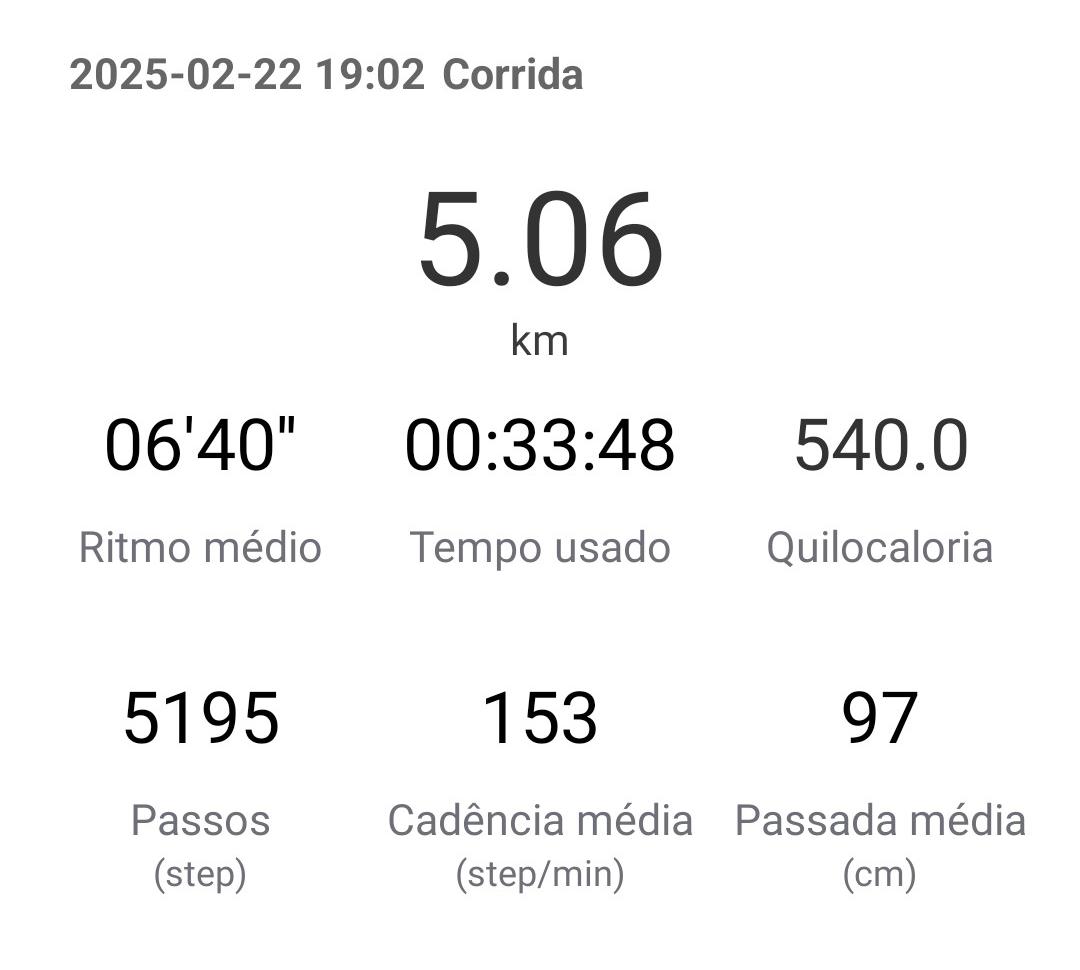 2025-02-22 19:02 Corrida
5.06
km
06'40" 00:33:48 540.0
Ritmo médio Tempo usado Quilocaloria
5195 153 97
Passos Cadência média Passada média
(step) (step/min) (cm)